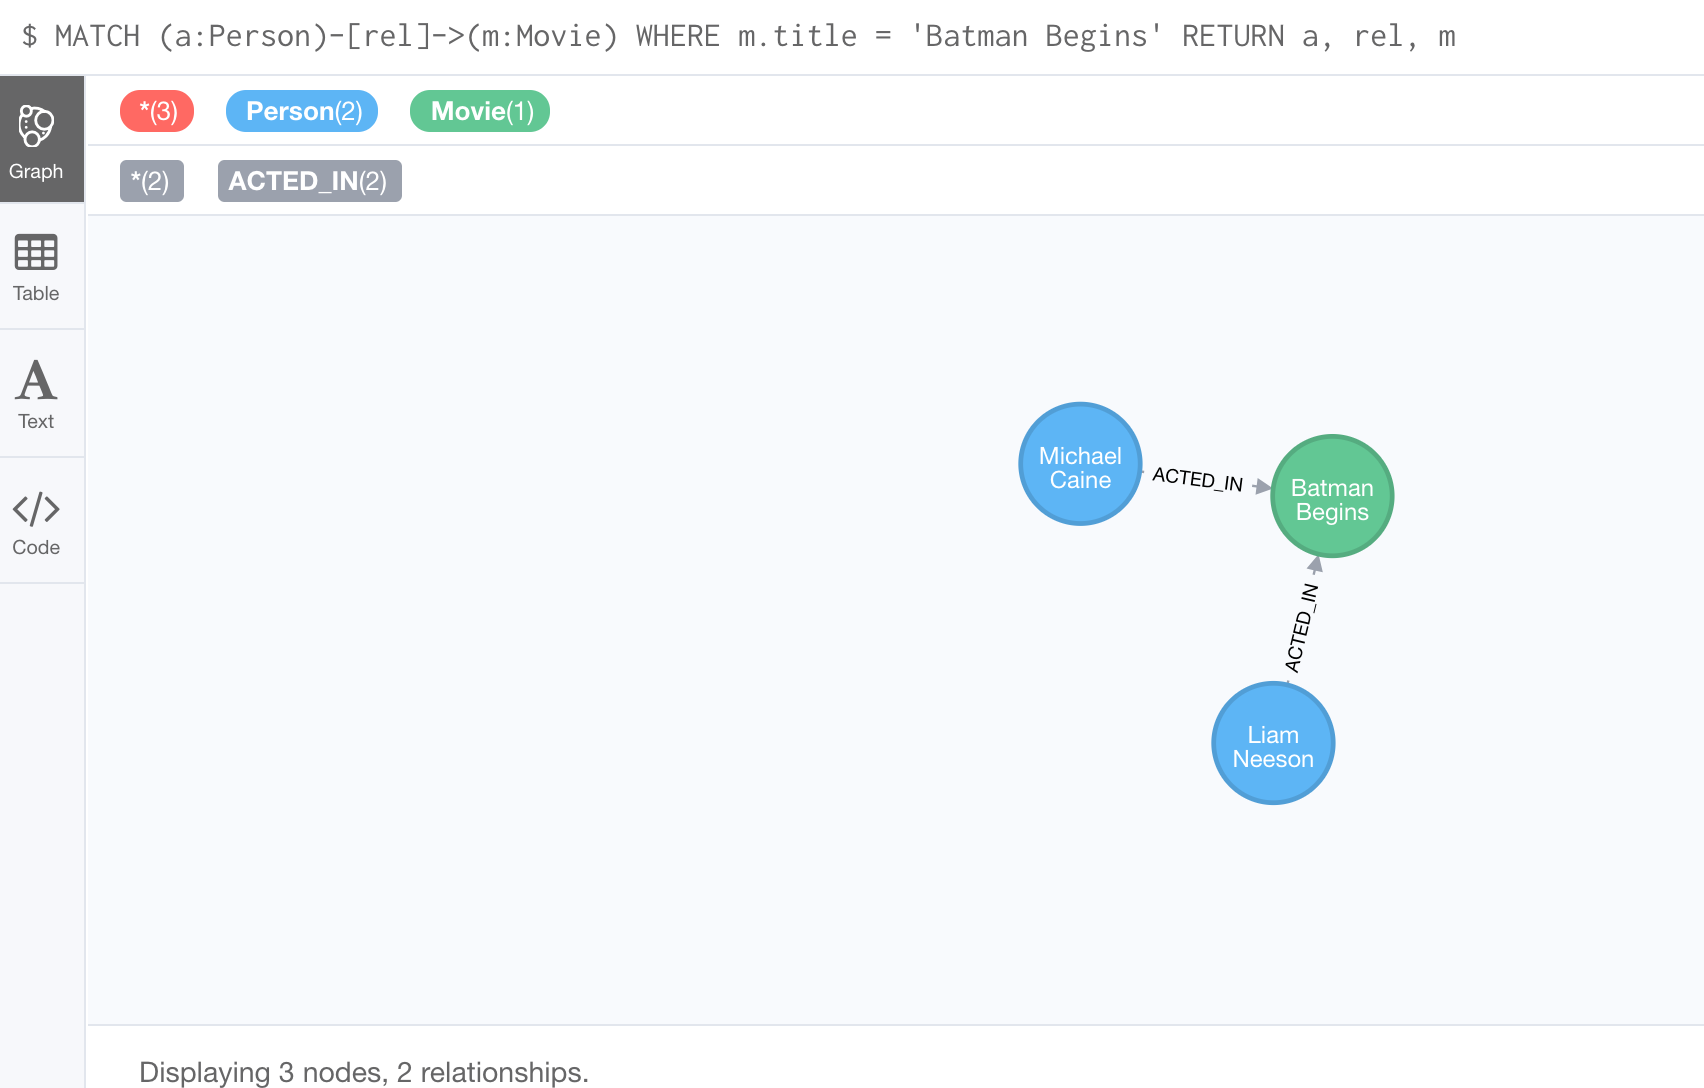 $ MATCH (a:Person)-[rel]->(m:Movie) WHERE m.title = 'Batman Begins' RETURN a, rel, m
*(3) Person(2) Movie(1)
*(2) ACTED_IN(2)
Graph
Table
Text
Code
Michael
Caine
ACTED_IN
Batman
Begins
ACTED_IN
Liam
Neeson
Displaying 3 nodes, 2 relationships.